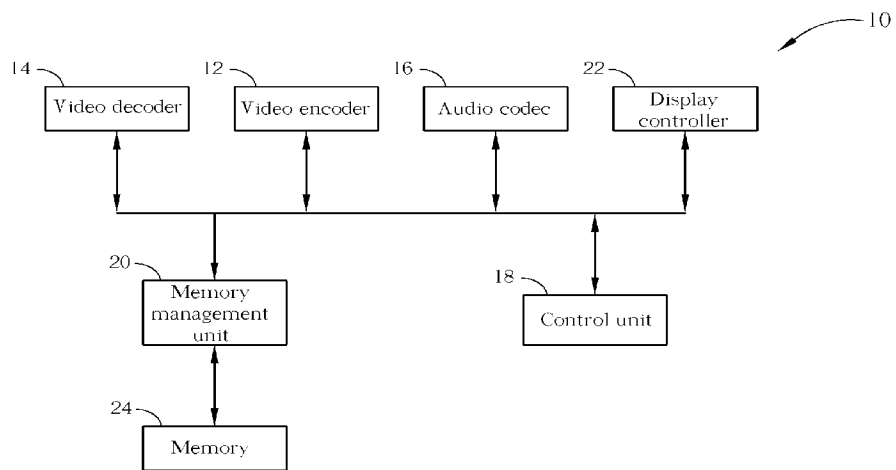 10
14
12
16
22
Video decoder
Video encoder
Audio codec
Display
controller
20
Memory
management
unit
18
Control unit
24
Memory